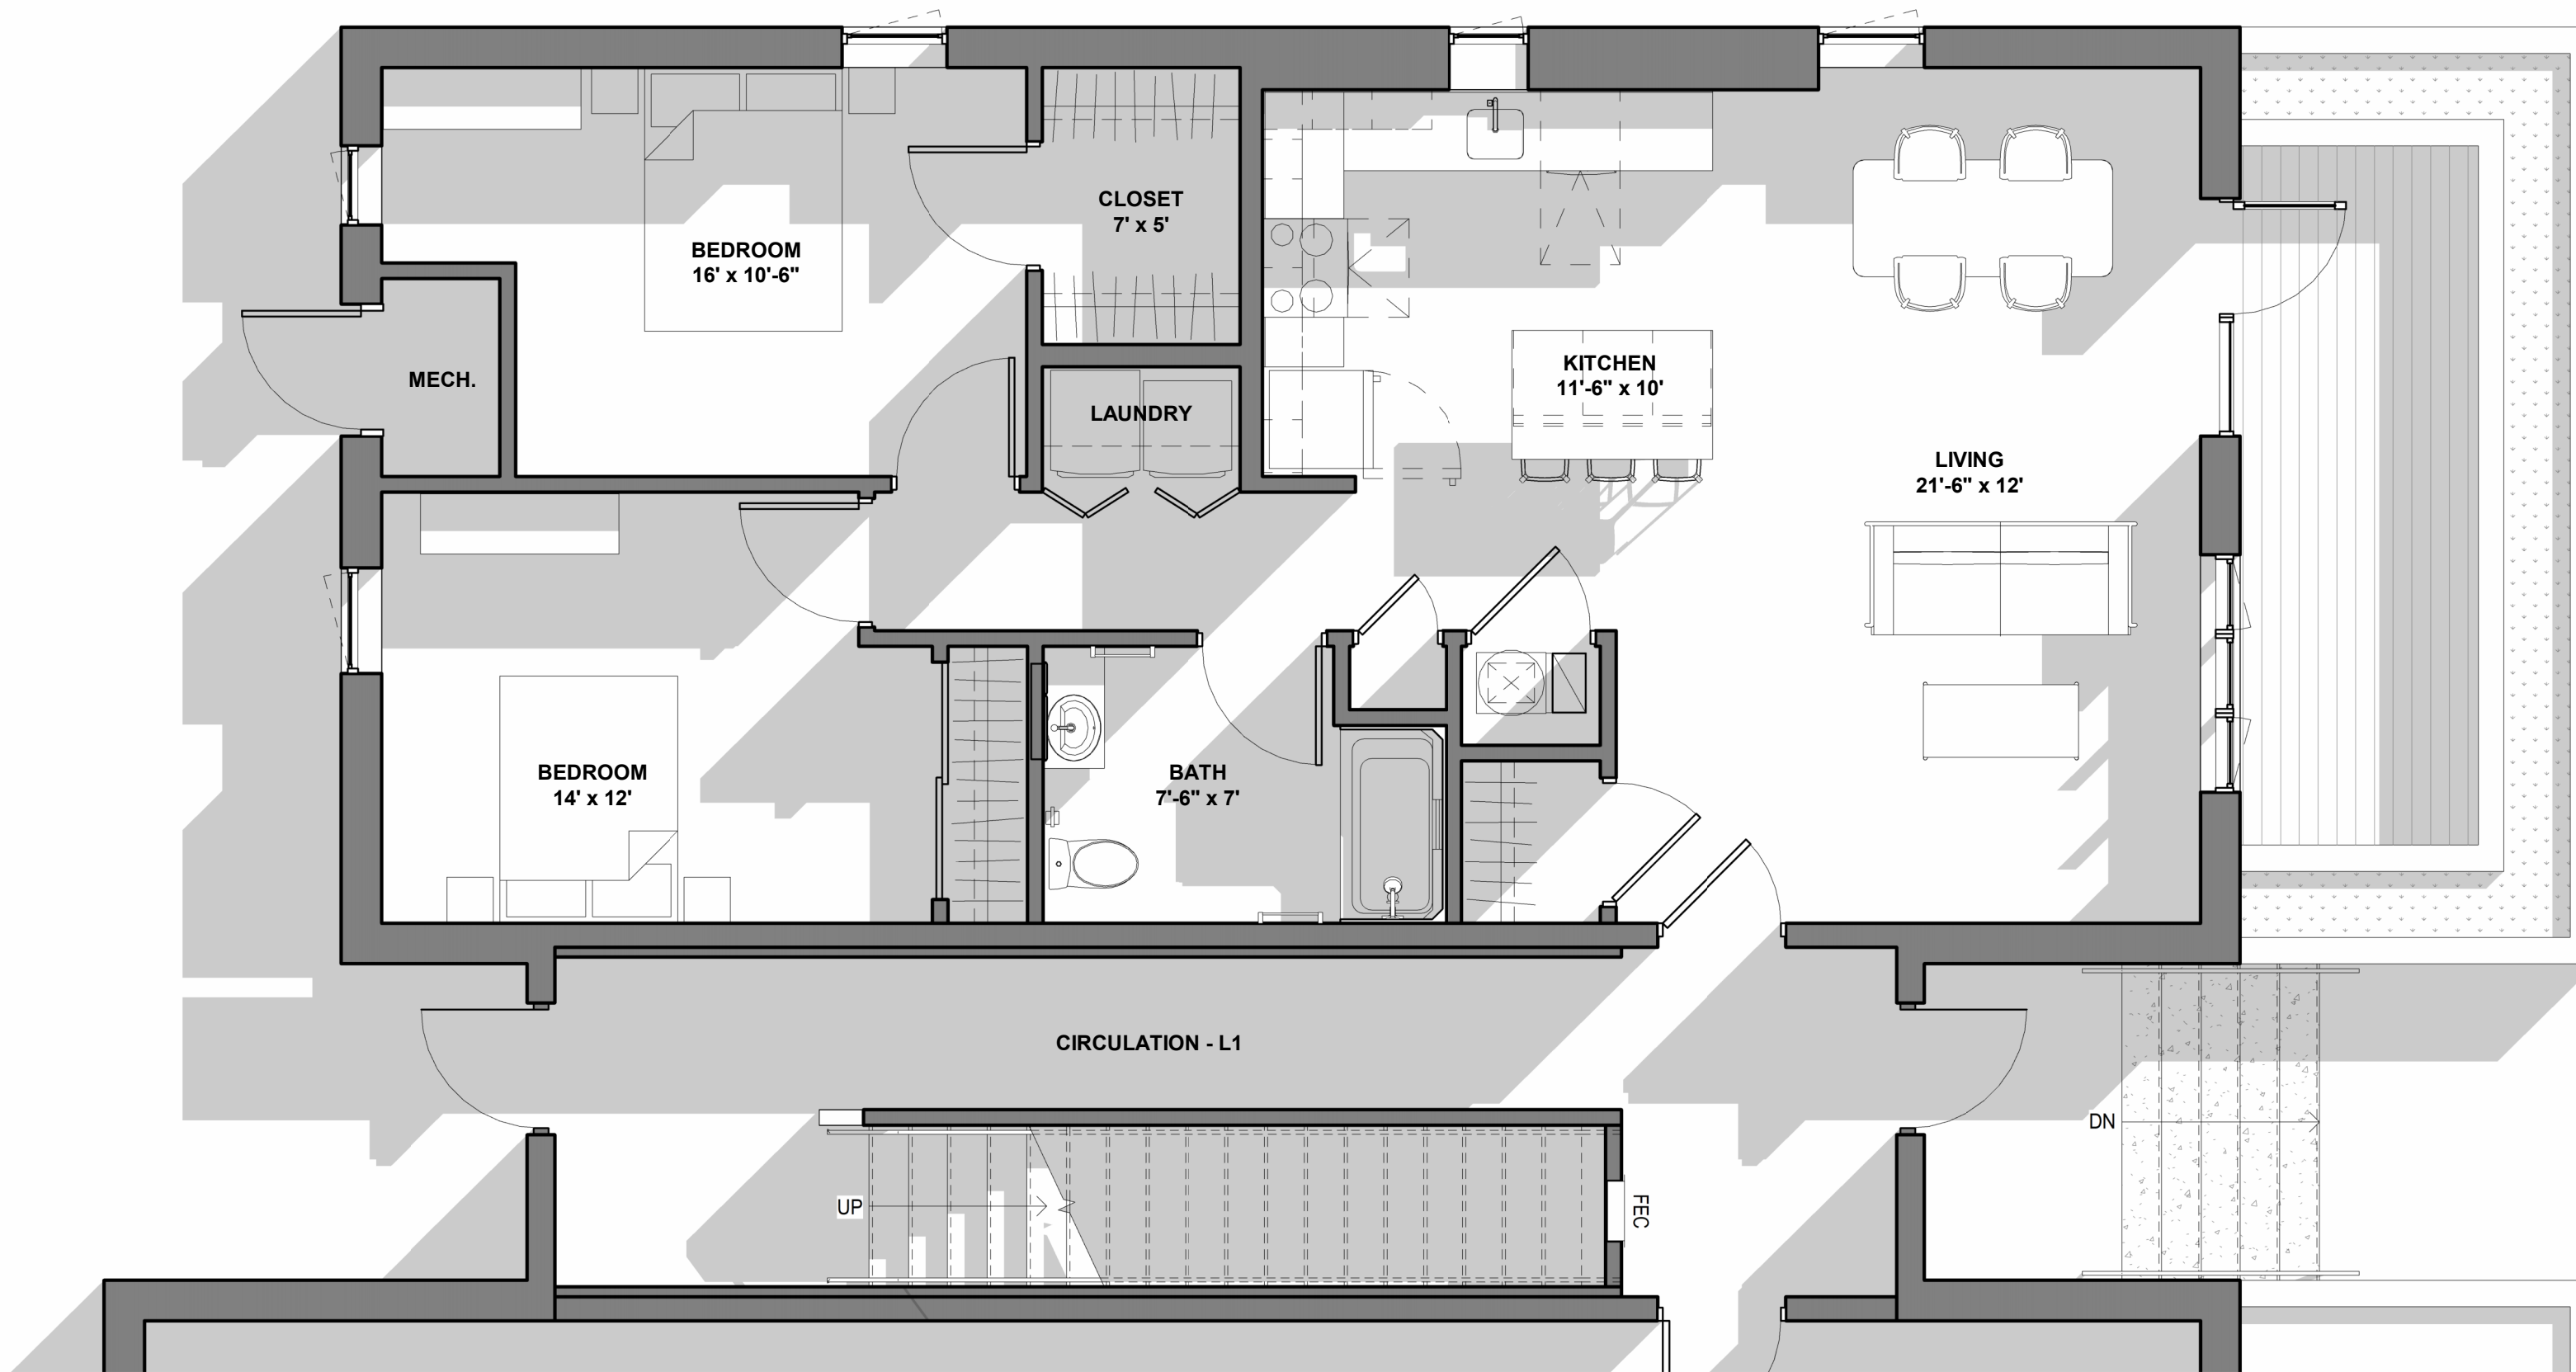 CLOSET
7' x 5'
BEDROOM
16' x 10'-6"
KITCHEN
11'-6" x 10'
MECH.
LAUNDRY
LIVING
21'-6" x 12'
BEDROOM
14' x 12'
BATH
7'-6" x 7'
CIRCULATION - L1
DN
UP
FEC